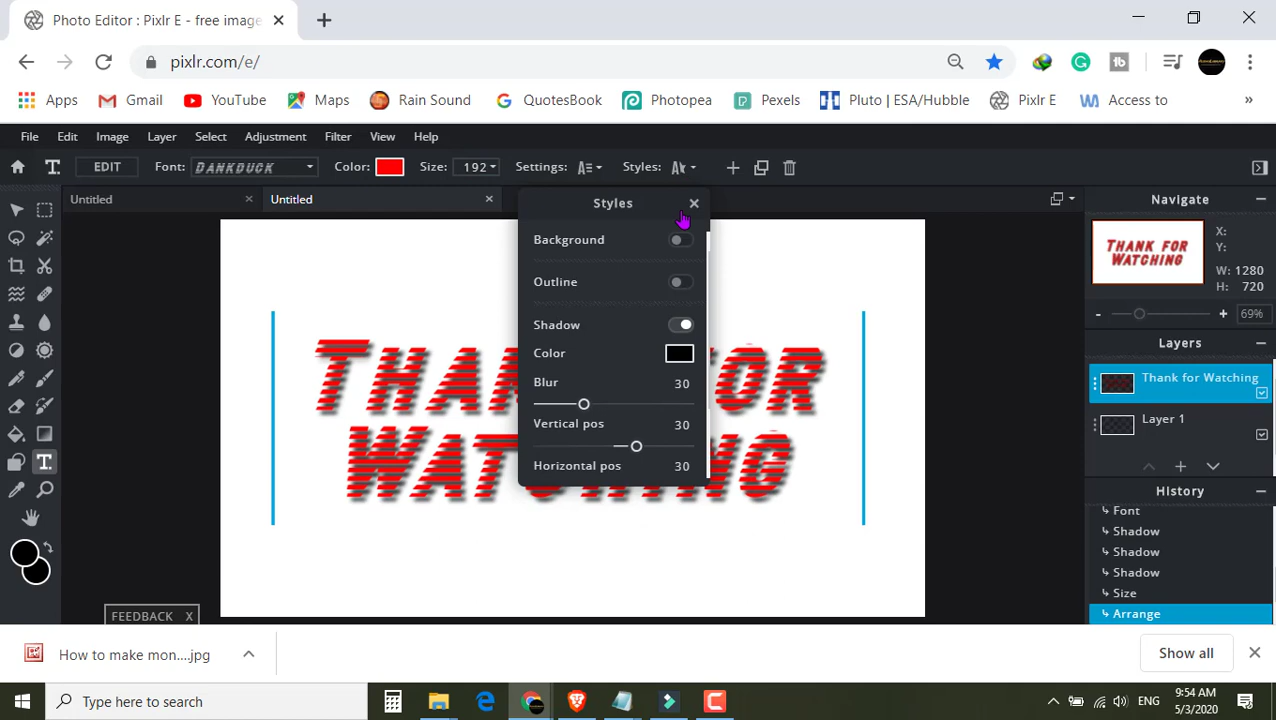 Photo Editor : Pixlr E - free image
pixlr.com/e/
Apps
Gmail
YouTube
Maps
Rain Sound
QuotesBook
Photopea
Pexels
Pluto | ESA/Hubble
Pixlr E
Access to
»
File Edit Image Layer Select Adjustment Filter View Help
EDIT Font: DANKDUCK Color: Size: 192 Settings: Styles:
Untitled
Untitled
Styles
Background
Outline
Shadow
Color
Blur 30
Vertical pos 30
Horizontal pos 30
Navigate
THANK FOR
WATCHING
X:
Y:
W: 1280
H: 720
- + 69%
Layers
Thank for Watching
Layer 1
History
Font
Shadow
Shadow
Shadow
Size
Arrange
FEEDBACK X
How to make mon....jpg
Show all
Type here to search
ENG
9:54 AM
5/3/2020